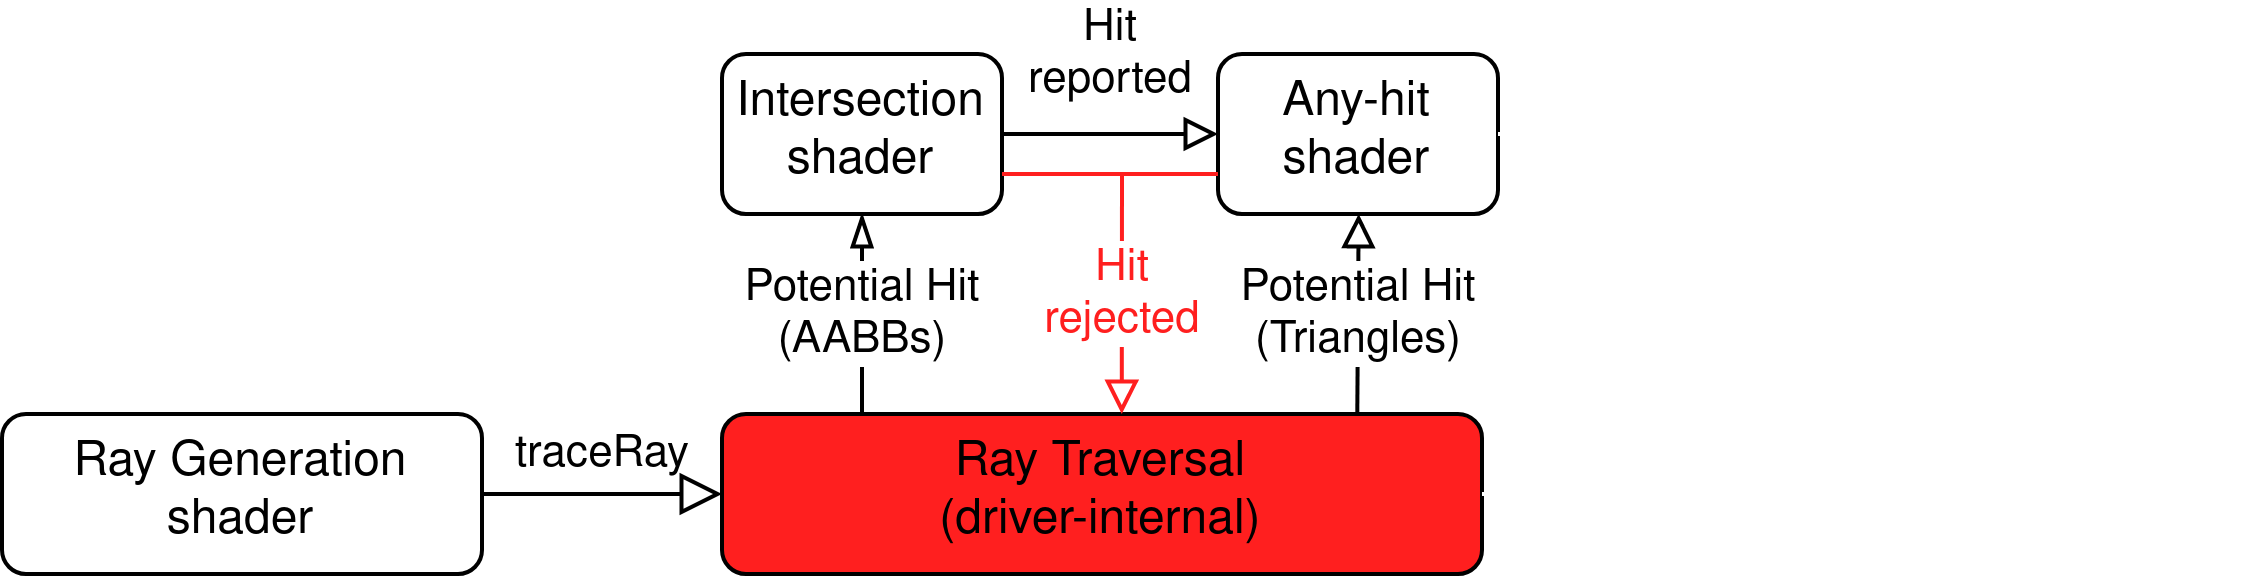 Hit
reported
Intersection
shader
Any-hit
shader
Hit
rejected
Potential Hit
(AABBs)
Potential Hit
(Triangles)
Ray Generation
shader
traceRay
Ray Traversal
(driver-internal)